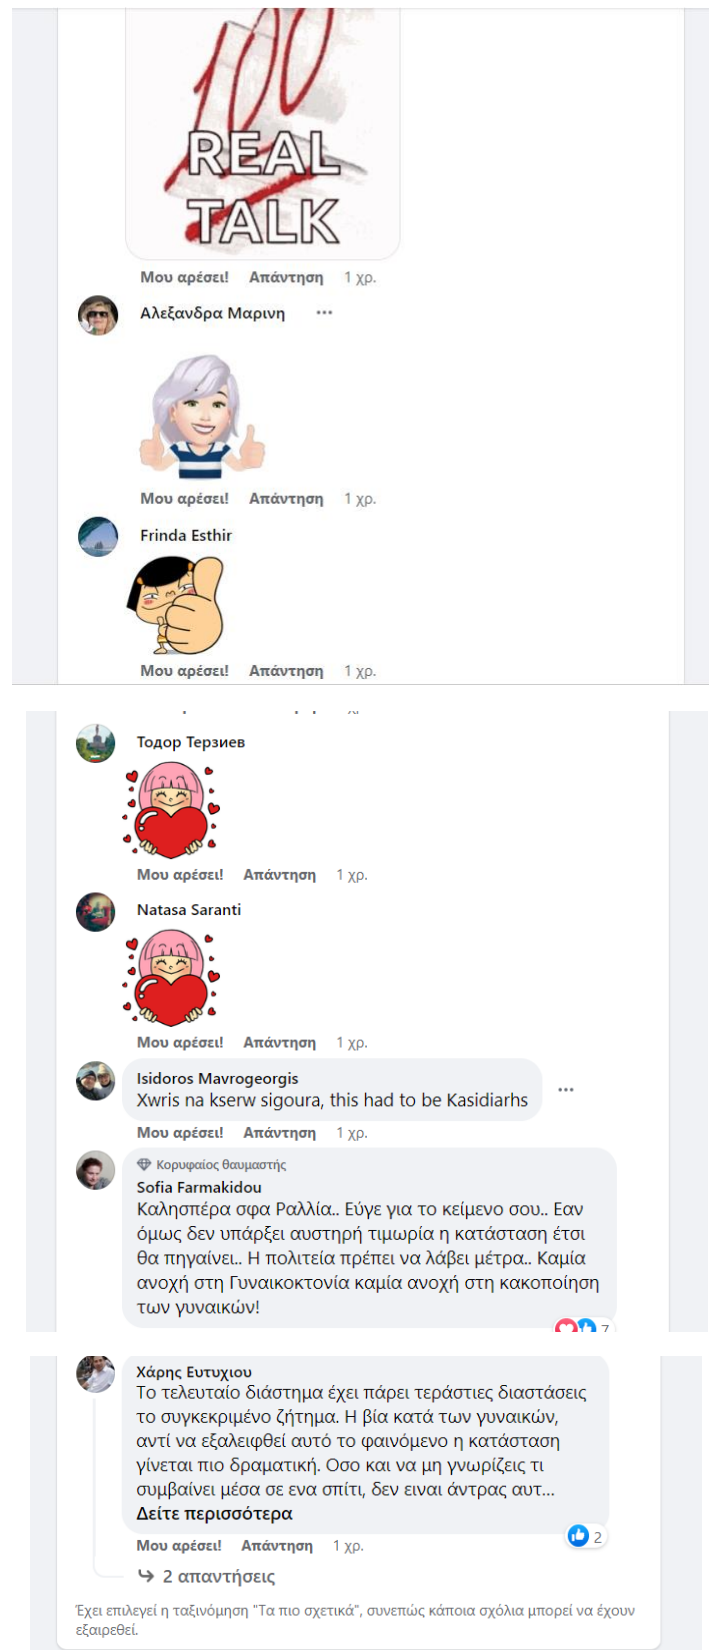 100
REAL
TALK
Μου αρέσει! Απάντηση 1 χρ.
Αλεξανδρα Μαρινη ...
Μου αρέσει! Απάντηση 1 χρ.
Frinda Esthir
Μου αρέσει! Απάντηση 1 χρ.
Тодор Терзиев
Μου αρέσει! Απάντηση 1 χρ.
Natasa Saranti
Μου αρέσει! Απάντηση 1 χρ.
Isidoros Mavrogeorgis
Xwris na kserw sigoura, this had to be Kasidiarhs
...
Μου αρέσει! Απάντηση 1 χρ.
Κορυφαίος θαυμαστής
Sofia Farmakidou
Καλησπέρα σφα Ραλλία.. Εύγε για το κείμενο σου.. Εαν
όμως δεν υπάρξει αυστηρή τιμωρία η κατάσταση έτσι
θα πηγαίνει.. Η πολιτεία πρέπει να λάβει μέτρα.. Καμία
ανοχή στη Γυναικοκτονία καμία ανοχή στη κακοποίηση
των γυναικών!
7
Χάρης Ευτυχιου
Το τελευταίο διάστημα έχει πάρει τεράστιες διαστάσεις
το συγκεκριμένο ζήτημα. Η βία κατά των γυναικών,
αντί να εξαλειφθεί αυτό το φαινόμενο η κατάσταση
γίνεται πιο δραματική. Οσο και να μη γνωρίζεις τι
συμβαίνει μέσα σε ενα σπίτι, δεν ειναι άντρας αυτ...
Δείτε περισσότερα
2
Μου αρέσει! Απάντηση 1 χρ.
2 απαντήσεις
Έχει επιλεγεί η ταξινόμηση "Τα πιο σχετικά", συνεπώς κάποια σχόλια μπορεί να έχουν
εξαιρεθεί.